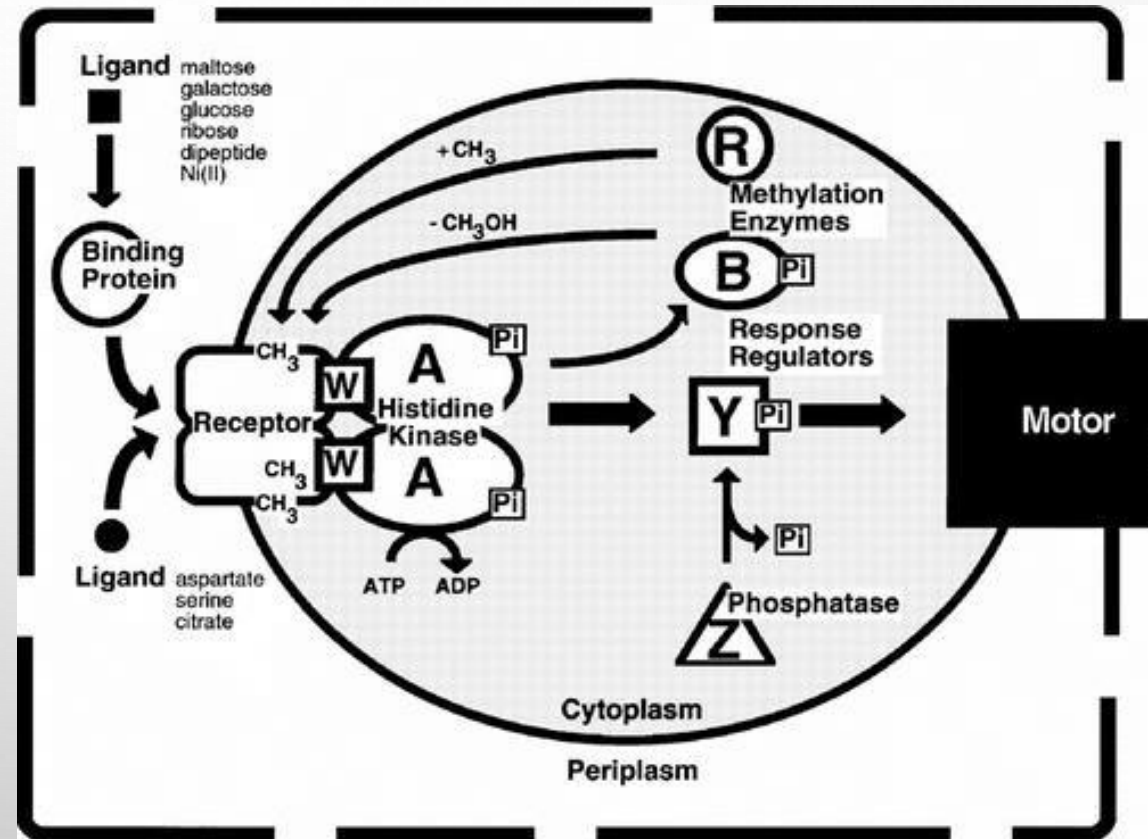 Ligand maltose
galactose
glucose
ribose
dipeptide
Ni(II)
Binding
Protein
+CH3
-CH3OH
R
Methylation
Enzymes
B Pi
Response
Regulators
CH3
W
A
Pi
Receptor
Histidine
Kinase
Y Pi
Motor
CH3
W
A
CH3
Pi
Ligand aspartate
serine
citrate
ATP ADP
Pi
Phosphatase
Z
Cytoplasm
Periplasm